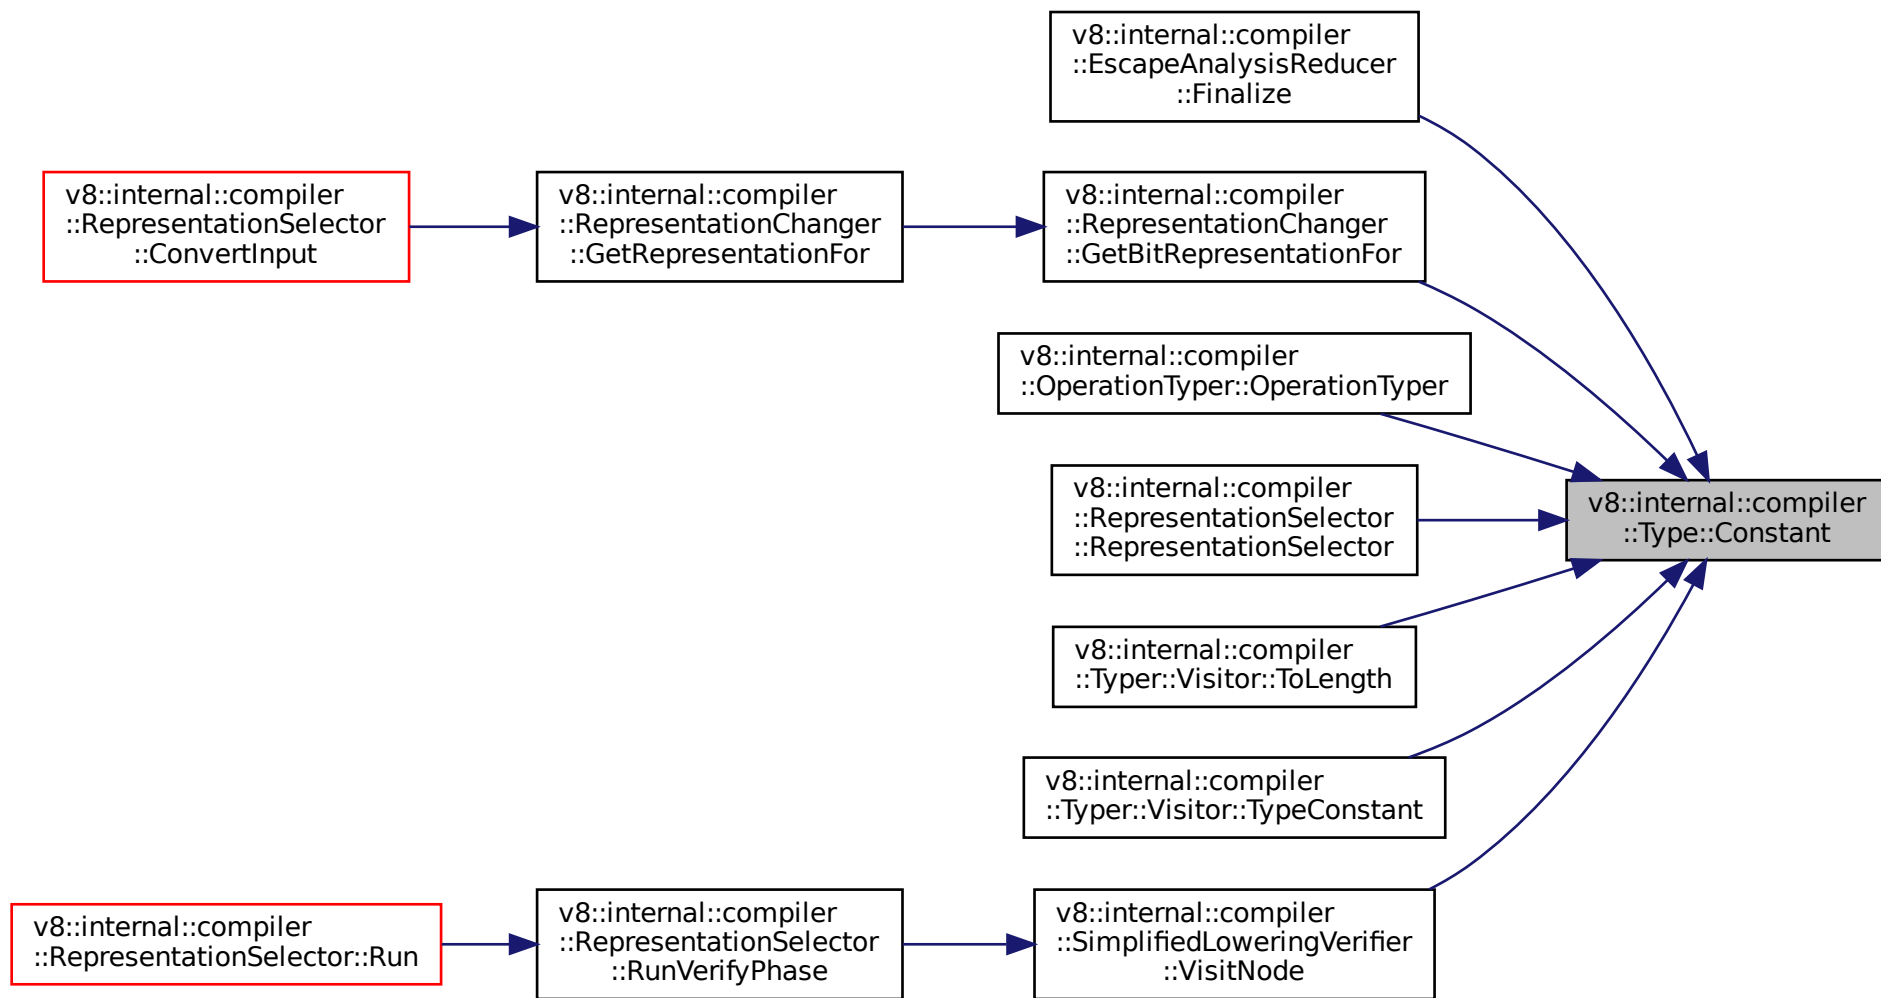 v8::internal::compiler
::EscapeAnalysisReducer
::Finalize
v8::internal::compiler
::RepresentationSelector
::ConvertInput
v8::internal::compiler
::RepresentationChanger
::GetRepresentationFor
v8::internal::compiler
::RepresentationChanger
::GetBitRepresentationFor
v8::internal::compiler
::OperationTyper::OperationTyper
v8::internal::compiler
::RepresentationSelector
::RepresentationSelector
v8::internal::compiler
::Type::Constant
v8::internal::compiler
::Typer::Visitor::ToLength
v8::internal::compiler
::Typer::Visitor::TypeConstant
v8::internal::compiler
::RepresentationSelector::Run
v8::internal::compiler
::RepresentationSelector
::RunVerifyPhase
v8::internal::compiler
::SimplifiedLoweringVerifier
::VisitNode